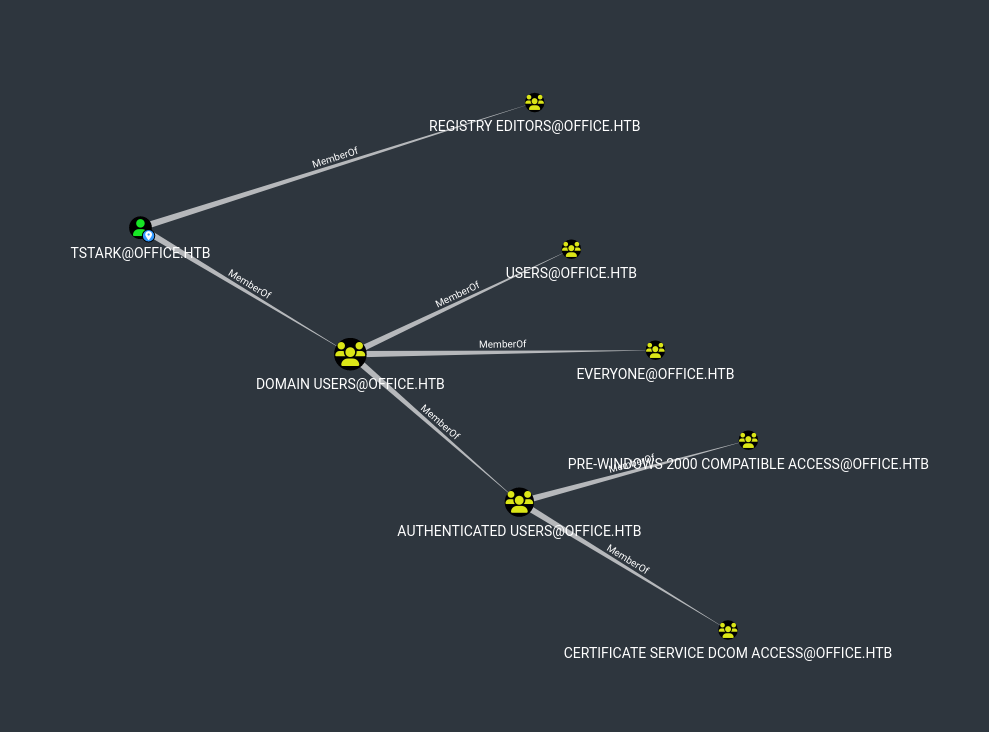 REGISTRY EDITORS@OFFICE.HTB
MemberOf
TSTARK@OFFICE.HTB
MemberOf
USERS@OFFICE.HTB
MemberOf
MemberOf
EVERYONE@OFFICE.HTB
DOMAIN USERS@OFFICE.HTB
MemberOf
PRE-WINDOWS 2000 COMPATIBLE ACCESS@OFFICE.HTB
MemberOf
AUTHENTICATED USERS@OFFICE.HTB
MemberOf
CERTIFICATE SERVICE DCOM ACCESS@OFFICE.HTB